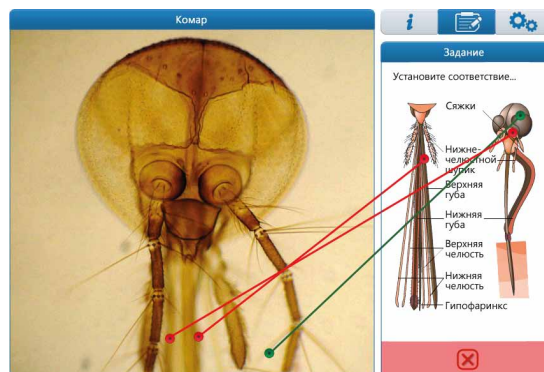 Комар
i
Задание
Установите соответствие...
Сяжки
Нижне-
челюстной
щупик
Верхняя
губа
Нижняя
губа
Верхняя
челюсть
Нижняя
челюсть
Гипофаринкс